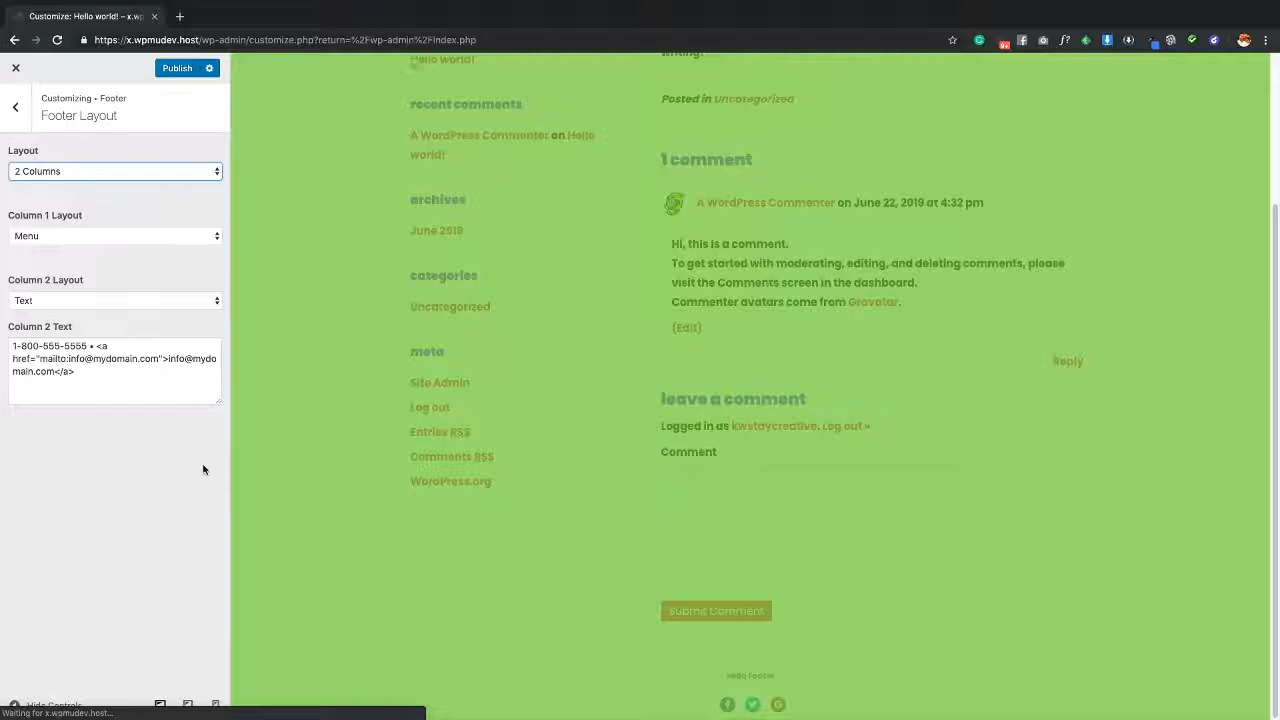 Customize: Hello world! - x.wp
https://x.wpmudev.host/wp-admin/customize.php?return=%2Fwp-admin%2Findex.php
Publish
Customizing • Footer
Footer Layout
Layout
2 Columns
Column 1 Layout
Menu
Column 2 Layout
Text
Column 2 Text
1-800-555-5555 • <a
href="mailto:info@mydomain.com">info@mydo
main.com</a>
Hide Controls
Waiting for x.wpmudev.host...
Hello world!
recent comments
A WordPress Commenter on Hello
world!
archives
June 2019
categories
Uncategorized
meta
Site Admin
Log out
Entries RSS
Comments RSS
WordPress.org
writing!
Posted in Uncategorized
1 comment
A WordPress Commenter on June 22, 2019 at 4:32 pm
Hi, this is a comment.
To get started with moderating, editing, and deleting comments, please
visit the Comments screen in the dashboard.
Commenter avatars come from Gravatar.
(Edit)
Reply
leave a comment
Logged in as kwstaycreative. Log out »
Comment
Submit Comment
Hello Footer